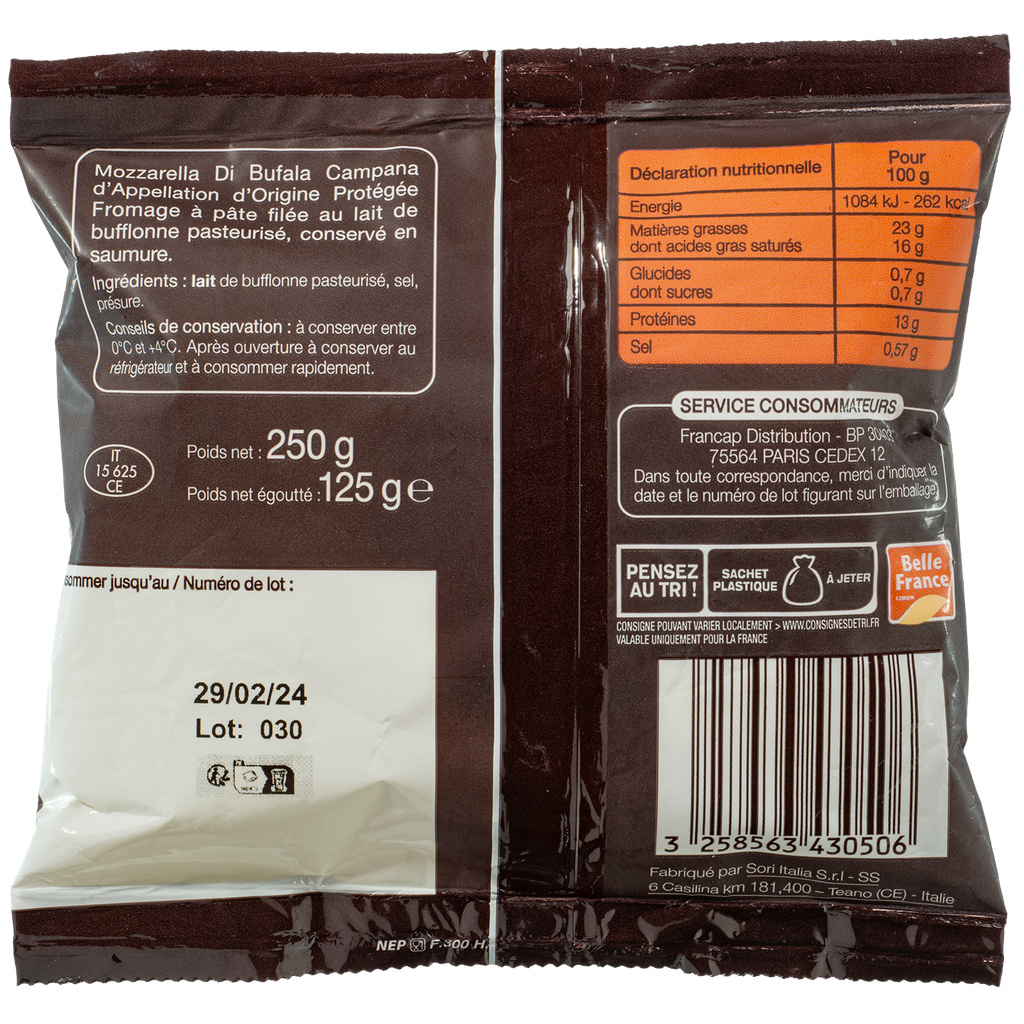 Mozzarella Di Bufala Campana
d'Appellation d'Origine Protégée
Fromage à pâte filée au lait de
bufflonne pasteurisé, conservé en
saumure.
Ingrédients : lait de bufflonne pasteurisé, sel,
présure.
Conseils de conservation : à conserver entre
0°C et +4°C. Après ouverture à conserver au
réfrigérateur et à consommer rapidement.
IT
15 625
CE
Poids net : 250 g
Poids net égoutté : 125 g ℮
sommer jusqu'au / Numéro de lot :
29/02/24
Lot: 030
NEP F.300 H.
Déclaration nutritionnelle Pour
100 g
Energie 1084 kJ - 262 kcal
Matières grasses 23 g
dont acides gras saturés 16 g
Glucides 0,7 g
dont sucres 0,7 g
Protéines 13 g
Sel 0,57 g
SERVICE CONSOMMATEURS
Francap Distribution - BP
75564 PARIS CEDEX 12
Dans toute correspondance, merci d'indiquer la
date et le numéro de lot figurant sur l'emballage
PENSEZ
AU TRI !
SACHET
PLASTIQUE
À JETER
Belle
France
CONSIGNE POUVANT VARIER LOCALEMENT > WWW.CONSIGNESDETRI.FR
VALABLE UNIQUEMENT POUR LA FRANCE
3 258563 430506
Fabriqué par Sori Italia S.r.l - SS
6 Casilina km 181,400 – Teano (CE) - Italie